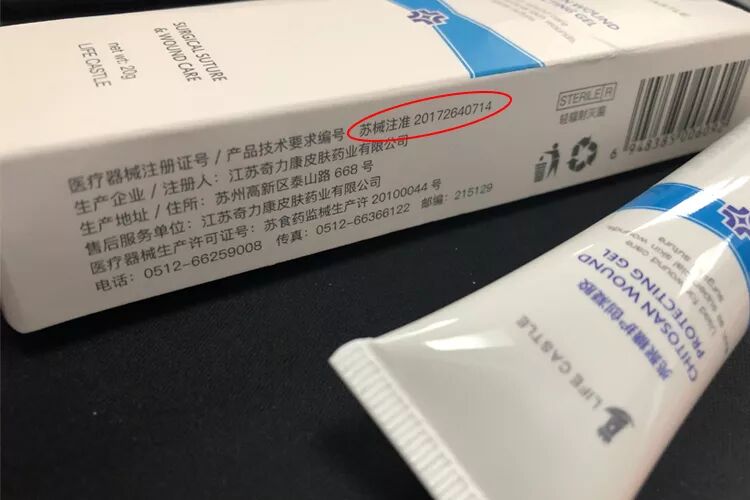 SURGICAL SUTURE
& WOUND CARE
net wt: 20g
LIFE CASTLE
医疗器械注册证号/产品技术要求编号 苏械注准 20172640714
生产企业/注册人：江苏奇力康皮肤药业有限公司
生产地址/住所：苏州高新区泰山路 668 号
售后服务单位：江苏奇力康皮肤药业有限公司
医疗器械生产许可证号：苏食药监械生产许 20100044 号
电话：0512-66259008 传真：0512-66366122 邮编：215129
STERILE R
轻辐射灭菌
LIFE CASTLE
壳聚糖护创凝胶
CHITOSAN WOUND
PROTECTING GEL